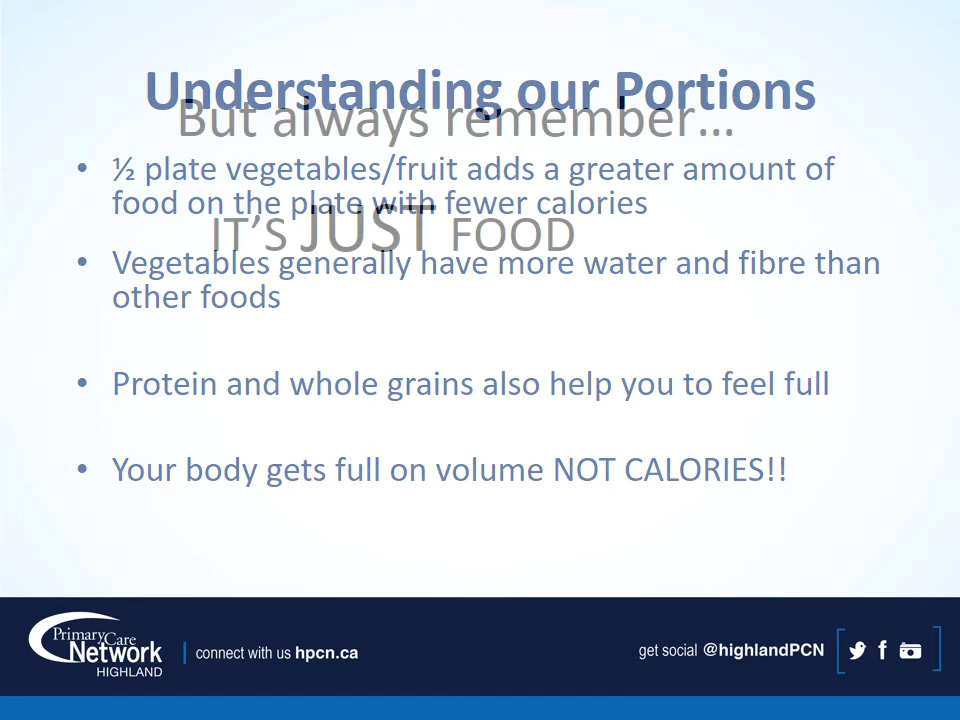 Understanding our Portions
But always remember...
• ½ plate vegetables/fruit adds a greater amount of
food on the plate with fewer calories
IT'S JUST FOOD
• Vegetables generally have more water and fibre than
other foods
• Protein and whole grains also help you to feel full
• Your body gets full on volume NOT CALORIES!!
PrimaryCare
Network
HIGHLAND
connect with us hpcn.ca
get social @highlandPCN